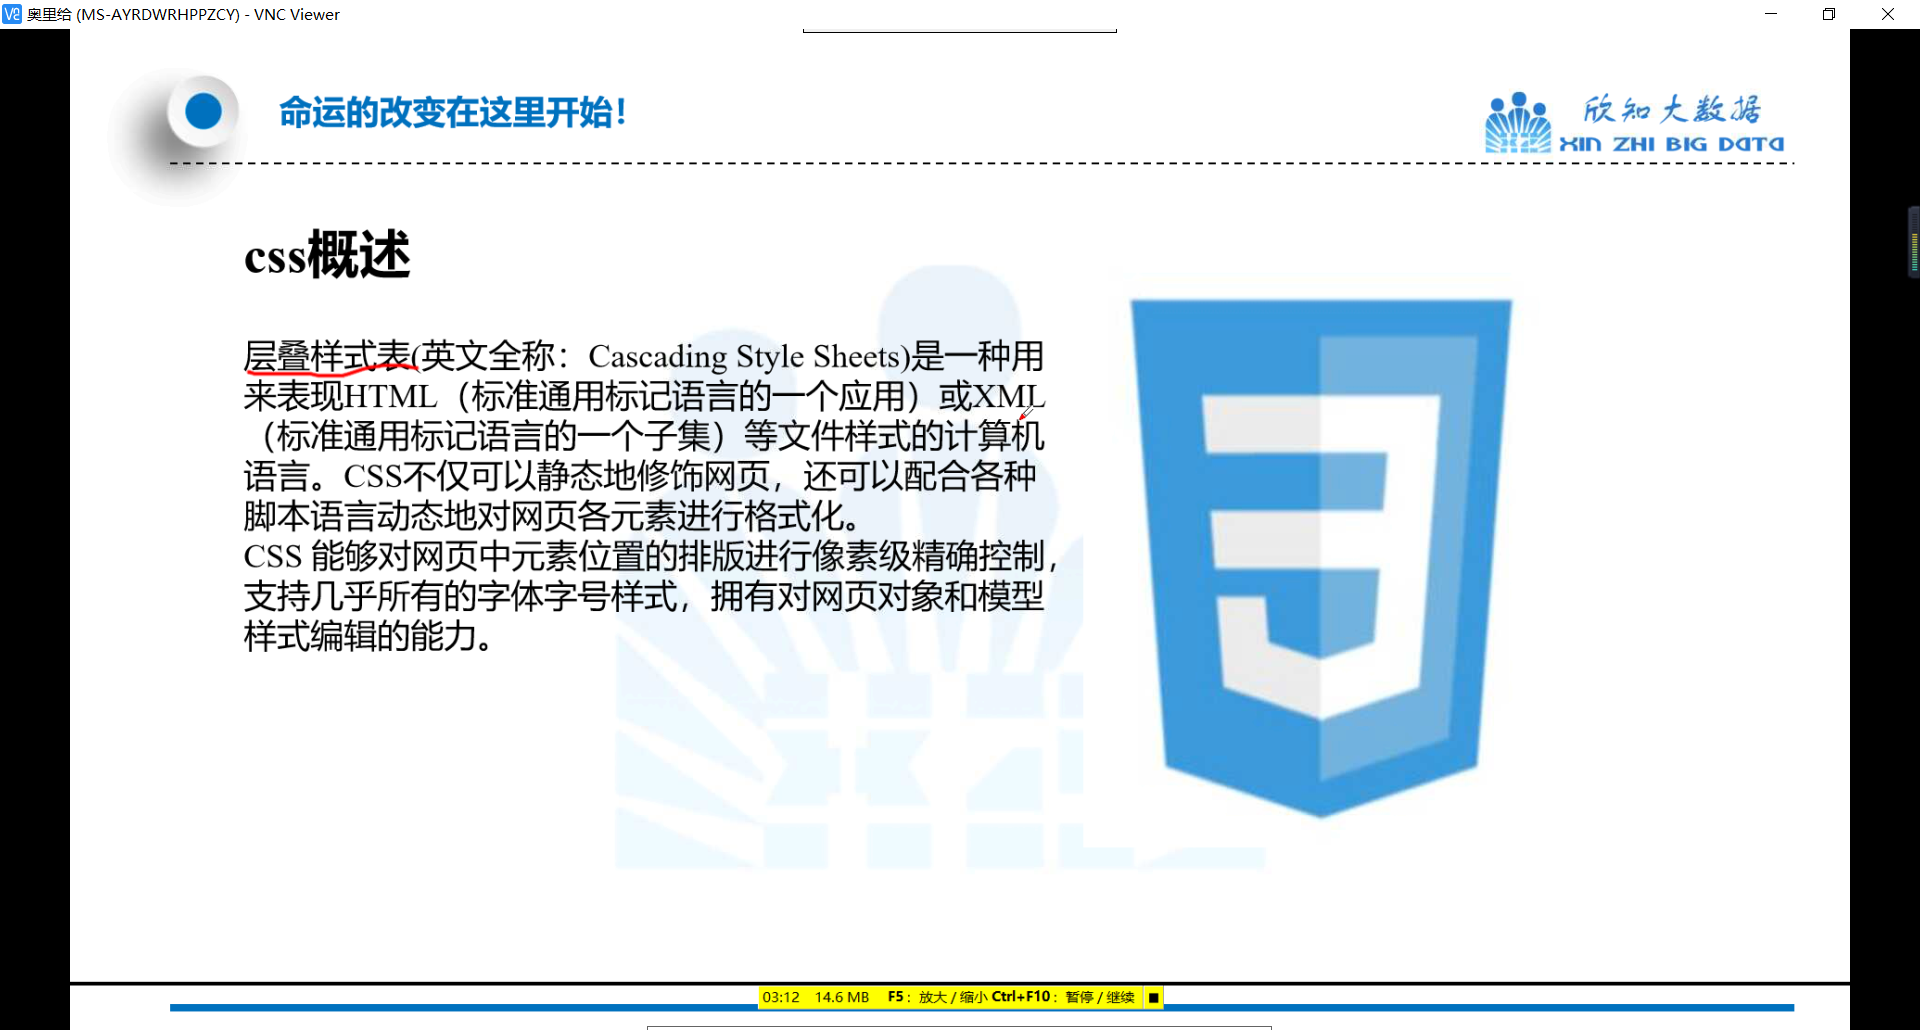 奥里给 (MS-AYRDWRHPPZCY) - VNC Viewer
命运的改变在这里开始！
欣知大数据
XIN ZHI BIG DATA
css概述
层叠样式表(英文全称：Cascading Style Sheets)是一种用
来表现HTML（标准通用标记语言的一个应用）或XML
（标准通用标记语言的一个子集）等文件样式的计算机
语言。CSS不仅可以静态地修饰网页，还可以配合各种
脚本语言动态地对网页各元素进行格式化。
CSS 能够对网页中元素位置的排版进行像素级精确控制，
支持几乎所有的字体字号样式，拥有对网页对象和模型
样式编辑的能力。
03:12 14.6 MB F5：放大 / 缩小 Ctrl+F10：暂停 / 继续